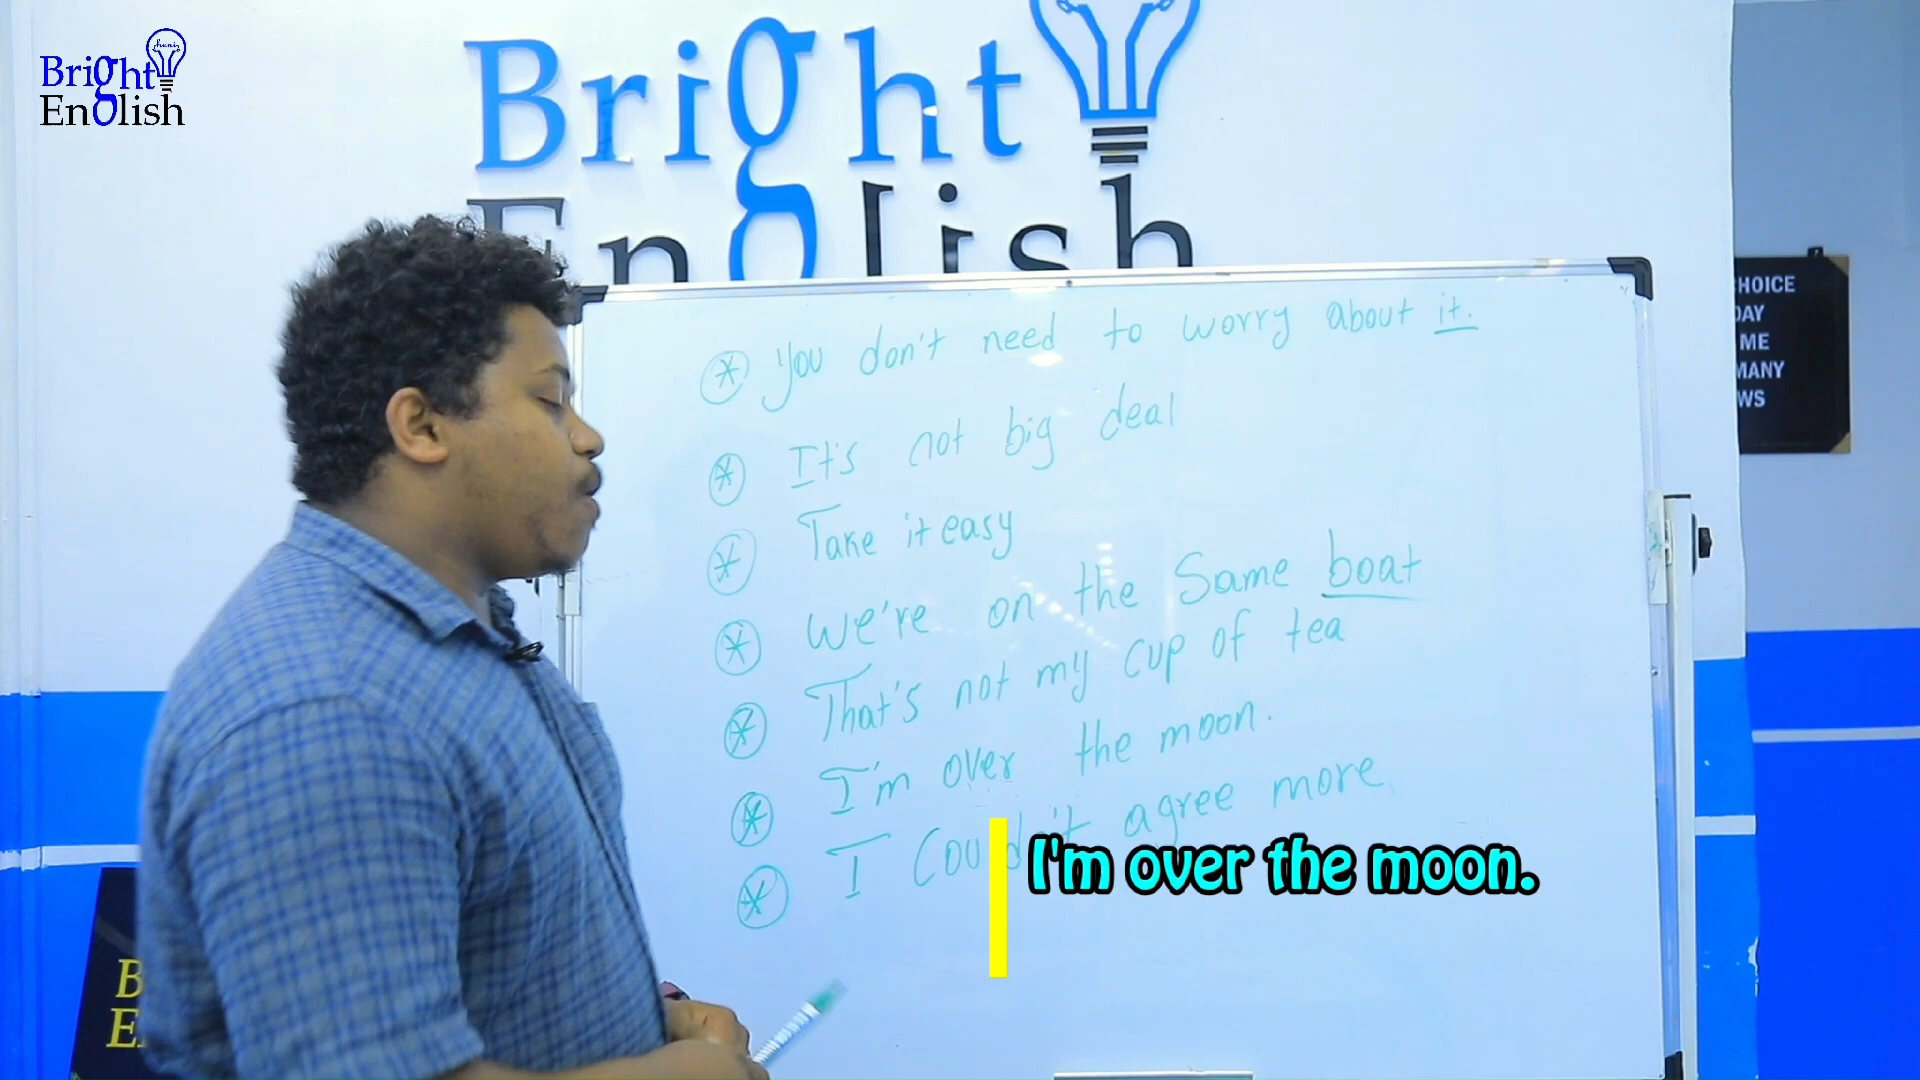 Bright
English
Bright
English
CHOICE
DAY
ME
MANY
WS
You don't need to worry about it.
It's not big deal
Take it easy
We're on the same boat
That's not my cup of tea
I'm over the moon.
I Couldn't agree more
I'm over the moon.
B
E